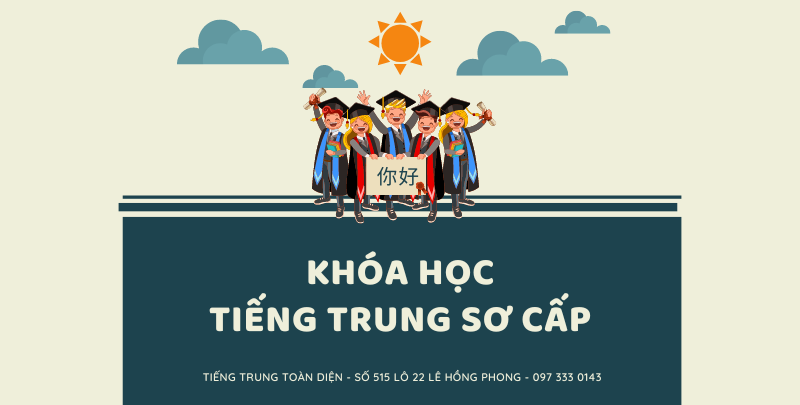 你好
KHÓA HỌC
TIẾNG TRUNG SƠ CẤP
TIẾNG TRUNG TOÀN DIỆN - SỐ 515 LÔ 22 LÊ HỒNG PHONG - 097 333 0143